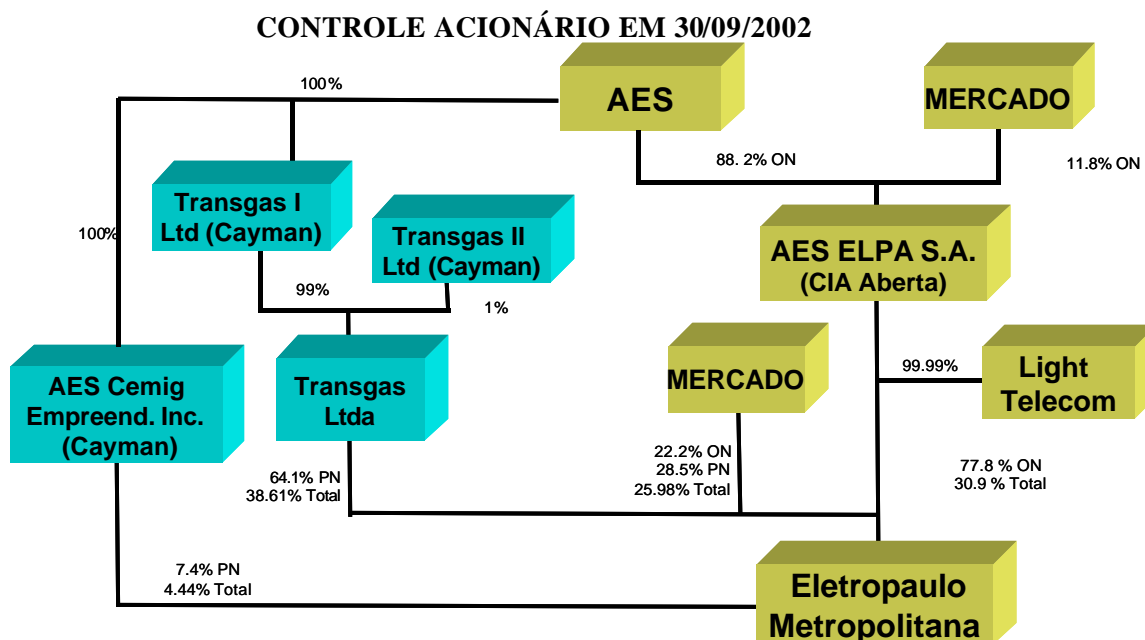 CONTROLE ACIONÁRIO EM 30/09/2002
100%
AES
MERCADO
88. 2% ON
11.8% ON
Transgas I
Ltd (Cayman)
Transgas II
Ltd (Cayman)
100%
AES ELPA S.A.
(CIA Aberta)
99%
1%
AES Cemig
Empreend. Inc.
(Cayman)
Transgas
Ltda
MERCADO
99.99%
Light
Telecom
64.1% PN
38.61% Total
22.2% ON
28.5% PN
25.98% Total
77.8 % ON
30.9 % Total
7.4% PN
4.44% Total
Eletropaulo
Metropolitana